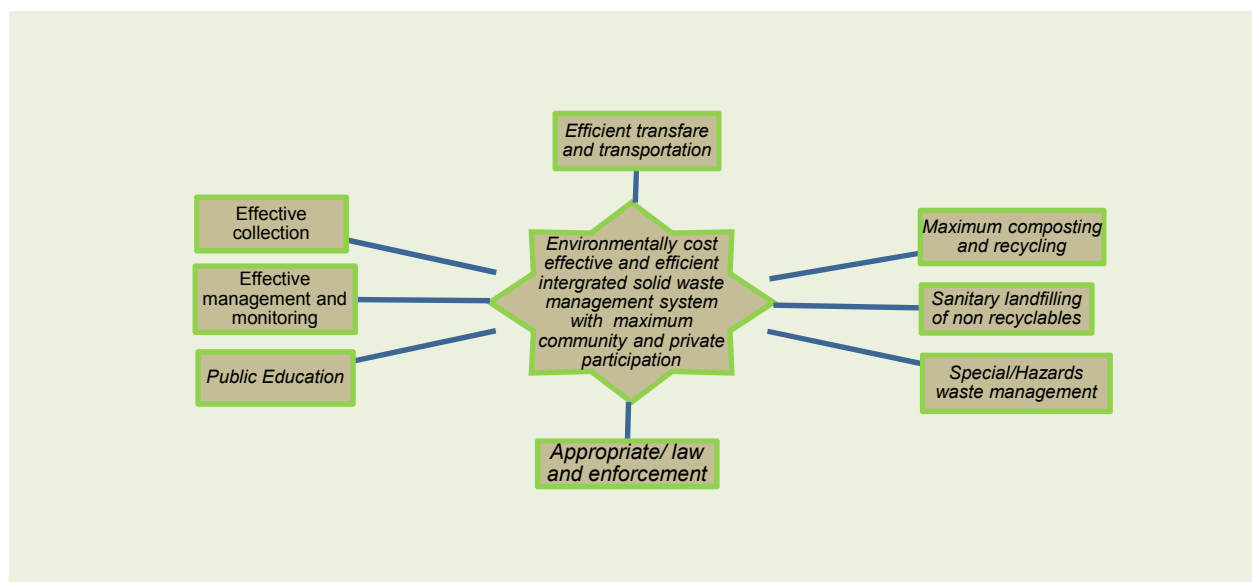 Efficient transfare
and transportation
Effective
collection
Effective
management and
monitoring
Public Education
Environmentally cost
effective and efficient
intergrated solid waste
management system
with maximum
community and private
participation
Maximum composting
and recycling
Sanitary landfilling
of non recyclables
Special/Hazards
waste management
Appropriate/ law
and enforcement